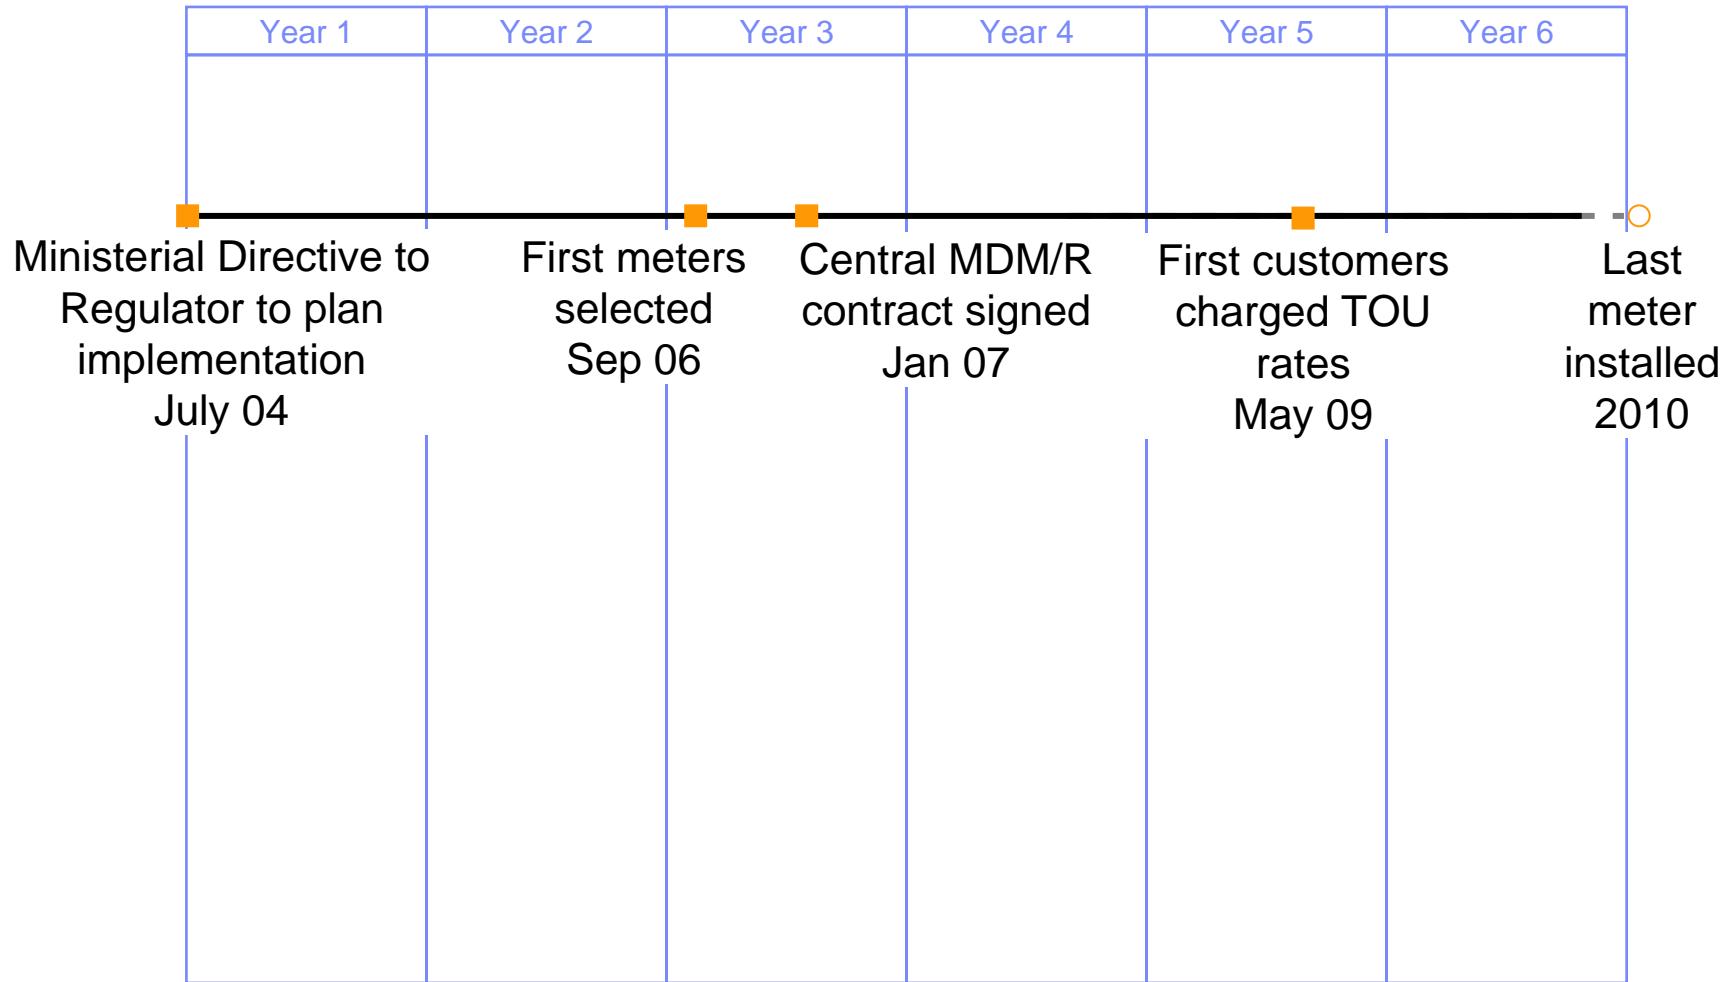 Year 1
Year 2
Year 3
Year 4
Year 5
Year 6
Ministerial Directive to
Regulator to plan
implementation
July 04
First meters
selected
Sep 06
Central MDM/R
contract signed
Jan 07
First customers
charged TOU
rates
May 09
Last
meter
installed
2010